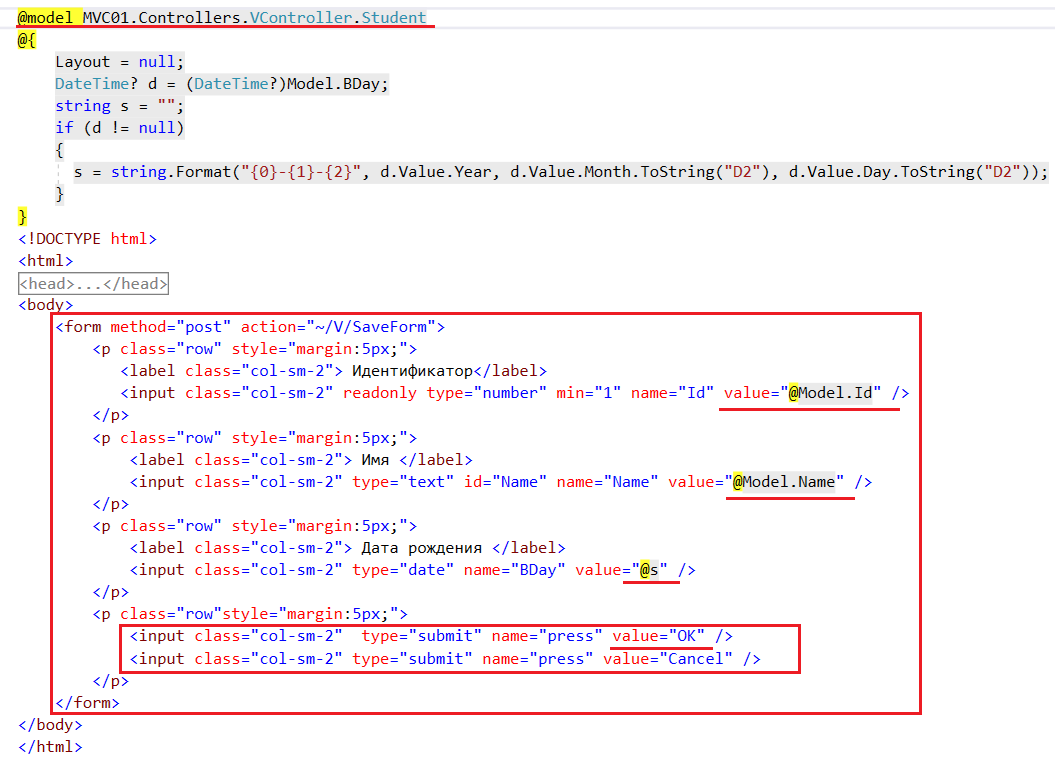 @model MVC01.Controllers.VController.Student
@{
Layout = null;
DateTime? d = (DateTime?)Model.BDay;
string s = "";
if (d != null)
{
s = string.Format("{0}-{1}-{2}", d.Value.Year, d.Value.Month.ToString("D2"), d.Value.Day.ToString("D2"));
}
}
<!DOCTYPE html>
<html>
<head>...</head>
<body>
<form method="post" action="~/V/SaveForm">
<p class="row" style="margin:5px;">
<label class="col-sm-2"> Идентификатор</label>
<input class="col-sm-2" readonly type="number" min="1" name="Id" value="@Model.Id" />
</p>
<p class="row" style="margin:5px;">
<label class="col-sm-2"> Имя </label>
<input class="col-sm-2" type="text" id="Name" name="Name" value="@Model.Name" />
</p>
<p class="row" style="margin:5px;">
<label class="col-sm-2"> Дата рождения </label>
<input class="col-sm-2" type="date" name="BDay" value="@s" />
</p>
<p class="row"style="margin:5px;">
<input class="col-sm-2"  type="submit" name="press" value="OK" />
<input class="col-sm-2" type="submit" name="press" value="Cancel" />
</p>
</form>
</body>
</html>